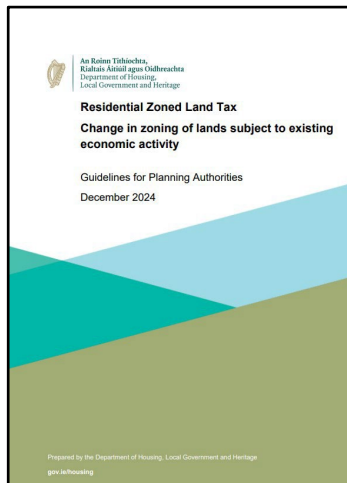 An Roinn Tithíochta,
Rialtais Áitiúil agus Oidhreachta
Department of Housing,
Local Government and Heritage
Residential Zoned Land Tax
Change in zoning of lands subject to existing
economic activity
Guidelines for Planning Authorities
December 2024
Prepared by the Department of Housing, Local Government and Heritage
gov.ie/housing